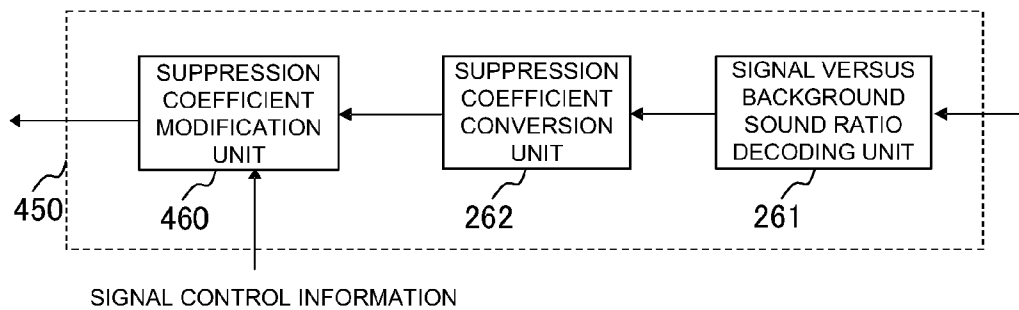 SUPPRESSION
COEFFICIENT
MODIFICATION
UNIT
SUPPRESSION
COEFFICIENT
CONVERSION
UNIT
SIGNAL VERSUS
BACKGROUND
SOUND RATIO
DECODING UNIT
450
460
262
261
SIGNAL CONTROL INFORMATION